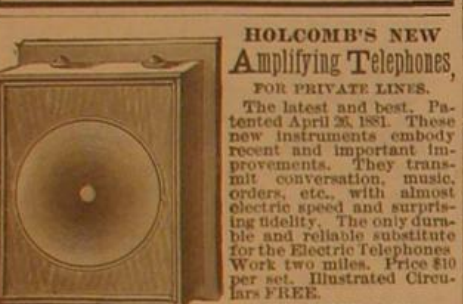 HOLCOMB'S NEW
Amplifying Telephones,
FOR PRIVATE LINES.
The latest and best. Pa-
tented April 26, 1881. These
new instruments embody
recent and important im-
provements. They trans-
mit conversation, music,
orders, etc., with almost
electric speed and surpris-
ing fidelity. The only dura-
ble and reliable substitute
for the Electric Telephones
Work two miles. Price $10
per set. Illustrated Circu-
lars FREE.